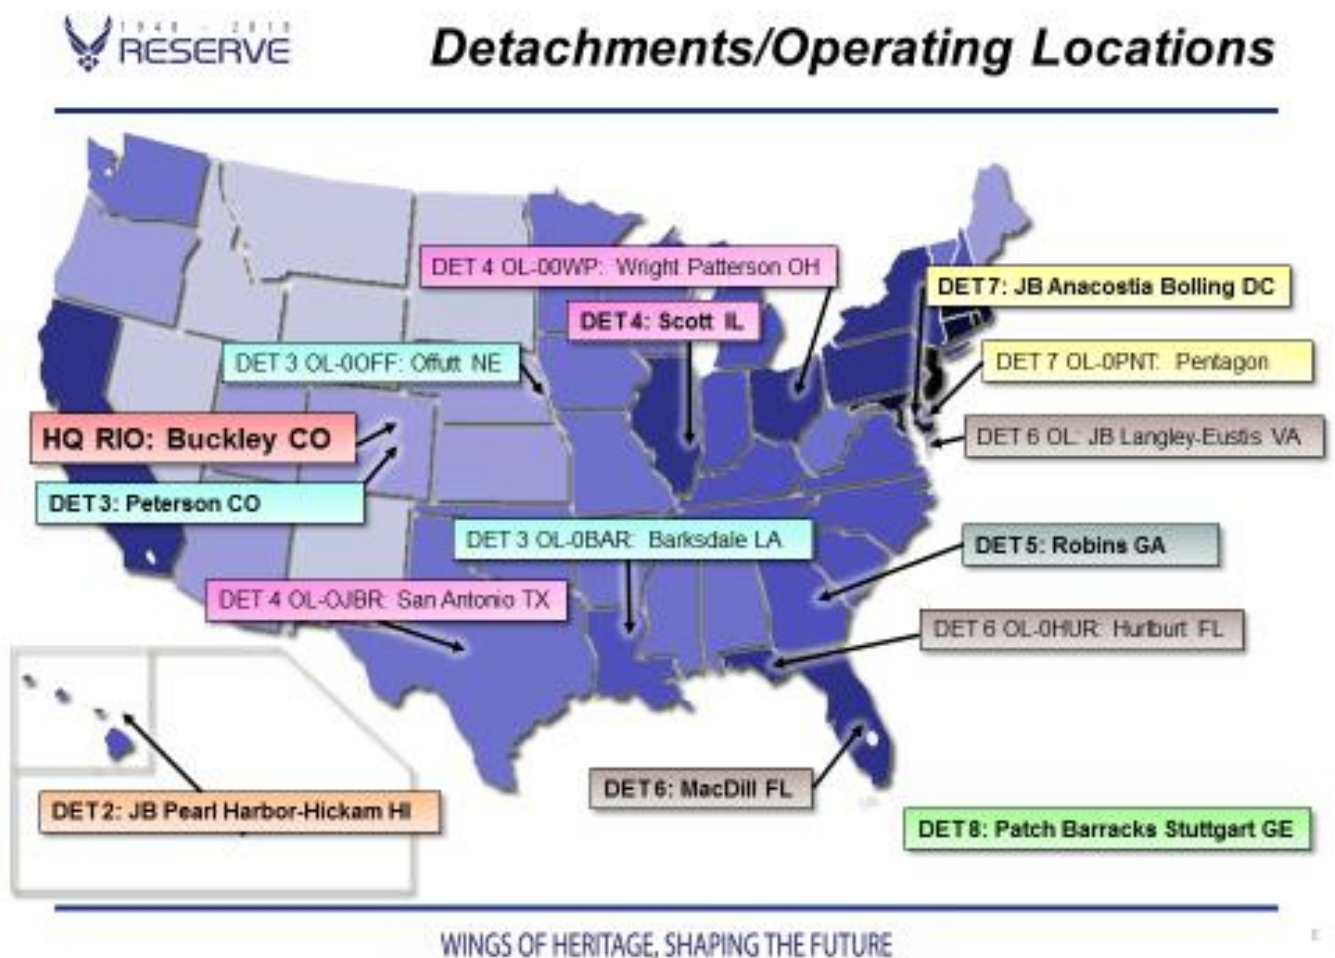 1948 - 2018
RESERVE
Detachments/Operating Locations
DET 4 OL-00WP: Wright Patterson OH
DET 7: JB Anacostia Bolling DC
DET 4: Scott IL
DET 3 OL-0OFF: Offutt NE
DET 7 OL-0PNT: Pentagon
HQ RIO: Buckley CO
DET 6 OL: JB Langley-Eustis VA
DET 3: Peterson CO
DET 3 OL-0BAR: Barksdale LA
DET 5: Robins GA
DET 4 OL-OJBR: San Antonio TX
DET 6 OL-0HUR: Hurlburt FL
DET 6: MacDill FL
DET 2: JB Pearl Harbor-Hickam HI
DET 8: Patch Barracks Stuttgart GE
WINGS OF HERITAGE, SHAPING THE FUTURE